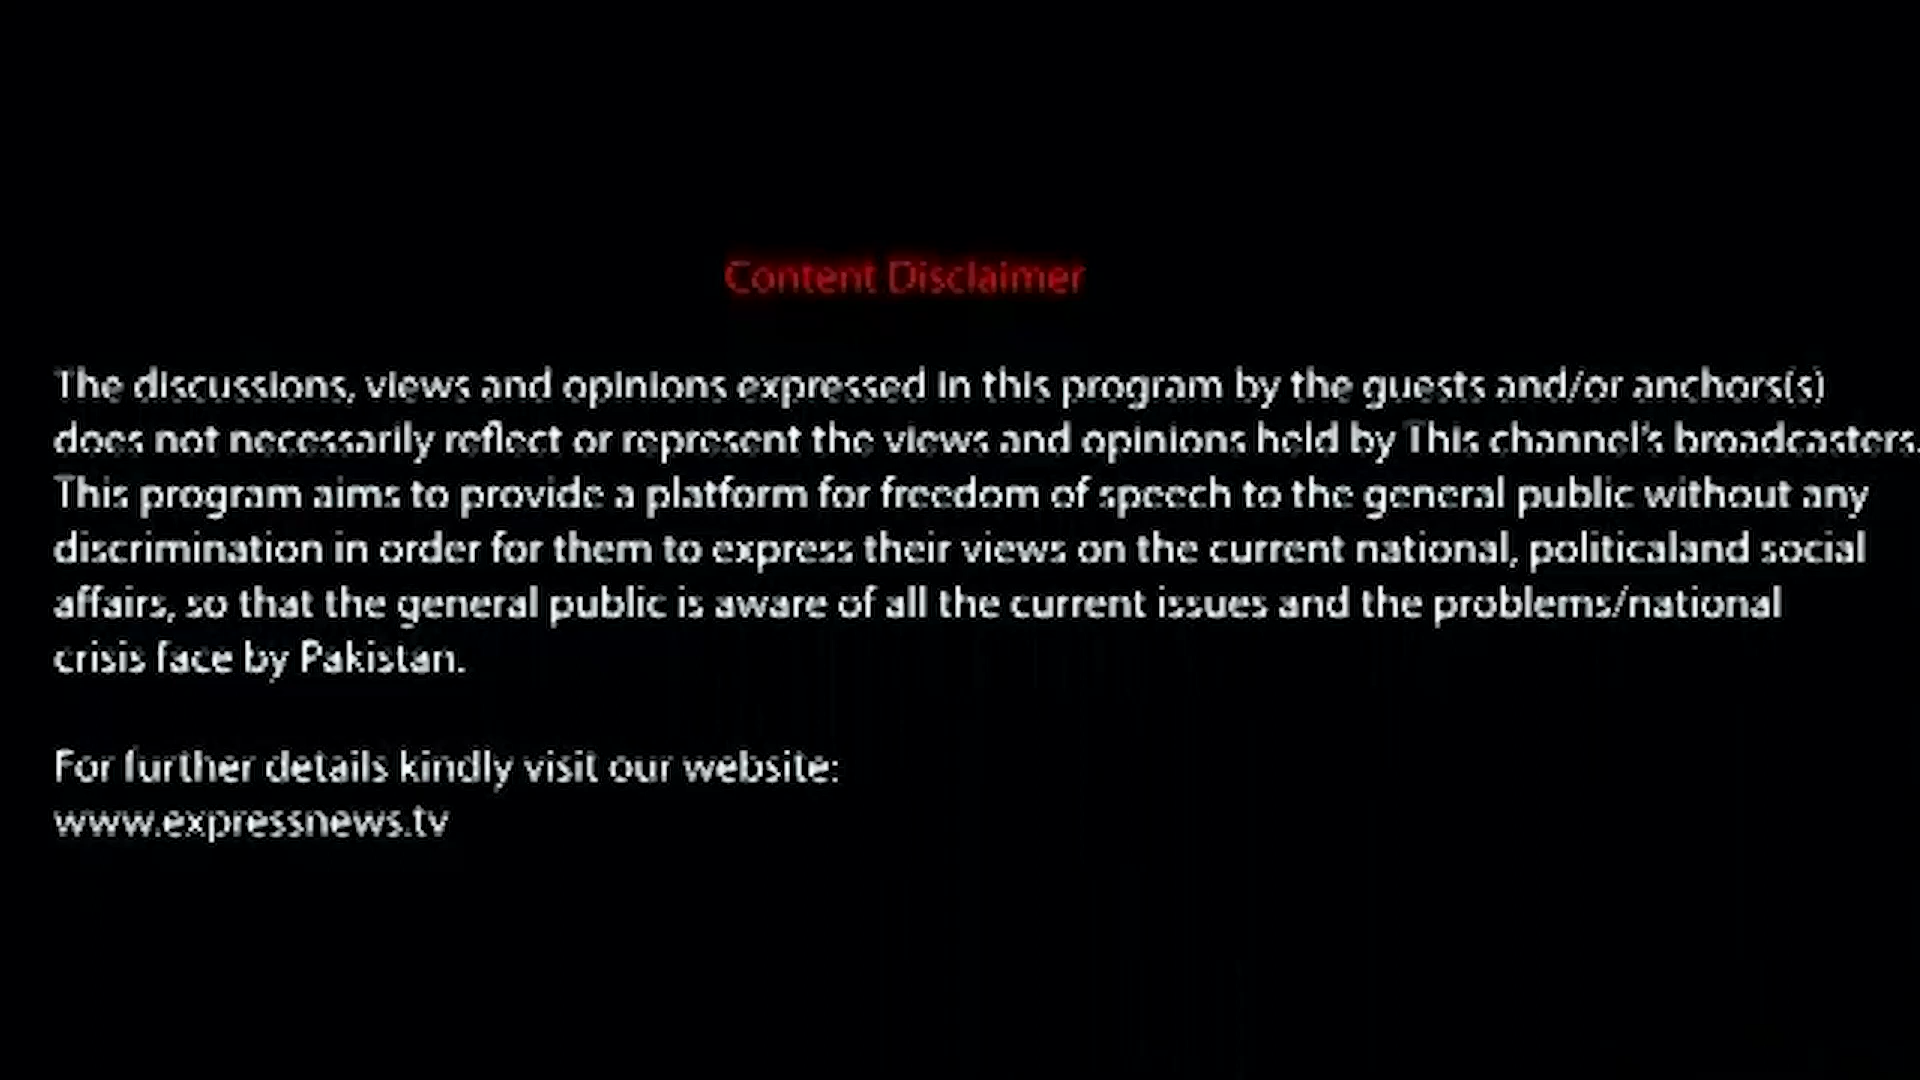 Content Disclaimer
The discussions, views and opinions expressed in this program by the guests and/or anchors(s)
does not necessarily reflect or represent the views and opinions held by This channel's broadcasters.
This program aims to provide a platform for freedom of speech to the general public without any
discrimination in order for them to express their views on the current national, politicaland social
affairs, so that the general public is aware of all the current issues and the problems/national
crisis face by Pakistan.
For further details kindly visit our website:
www.expressnews.tv